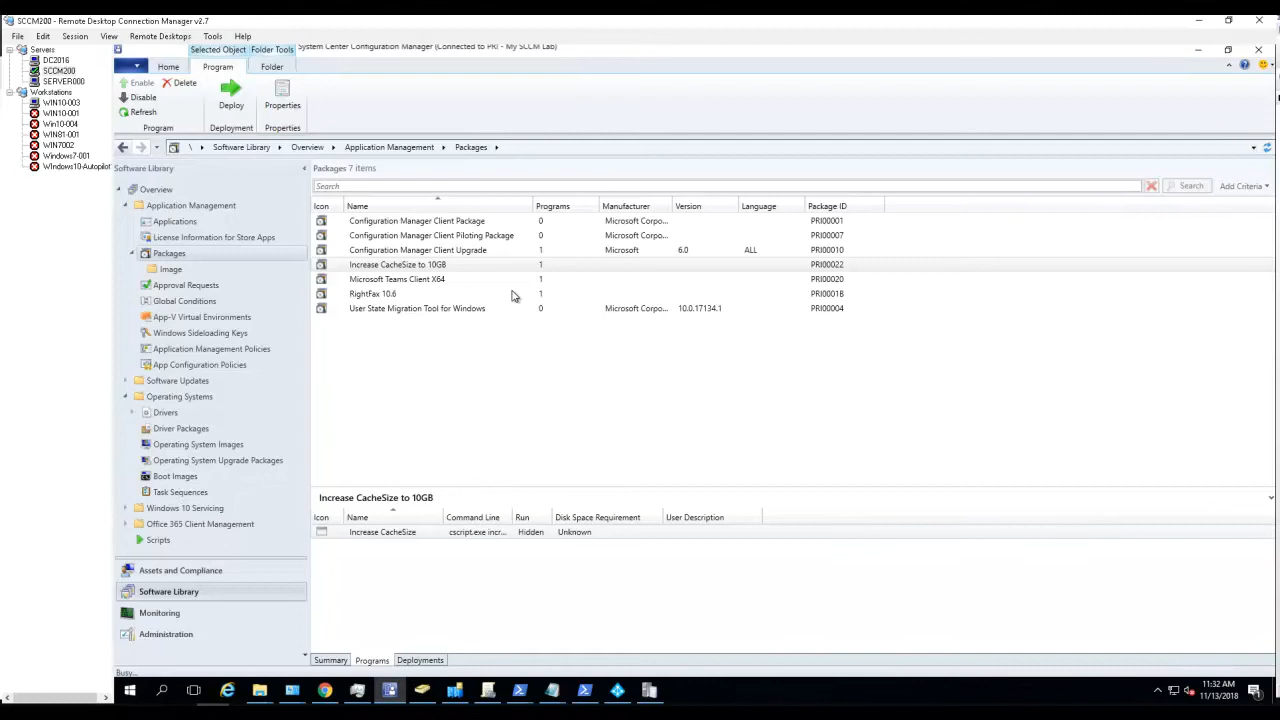 SCCM200 - Remote Desktop Connection Manager v2.7
File Edit Session View Remote Desktops Tools Help
Servers
DC2016
SCCM200
SERVER000
Workstations
WIN10-003
WIN10-001
Win10-004
WIN81-001
WIN7002
Windows7-001
Windows10-Autopilot
Selected Object Folder Tools System Center Configuration Manager (Connected to PRI - My SCCM Lab)
Home Program Folder
Enable Delete
Disable
Refresh
Deploy Properties
Program Deployment Properties
\ Software Library Overview Application Management Packages
Software Library
Overview
Application Management
Applications
License Information for Store Apps
Packages
Image
Approval Requests
Global Conditions
App-V Virtual Environments
Windows Sideloading Keys
Application Management Policies
App Configuration Policies
Software Updates
Operating Systems
Drivers
Driver Packages
Operating System Images
Operating System Upgrade Packages
Boot Images
Task Sequences
Windows 10 Servicing
Office 365 Client Management
Scripts
Assets and Compliance
Software Library
Monitoring
Administration
Packages 7 items
Search Search Add Criteria
Icon Name Programs Manufacturer Version Language Package ID
Configuration Manager Client Package 0 Microsoft Corpo... PRI00001
Configuration Manager Client Piloting Package 0 Microsoft Corpo... PRI00007
Configuration Manager Client Upgrade 1 Microsoft 6.0 ALL PRI00010
Increase CacheSize to 10GB 1 PRI00022
Microsoft Teams Client X64 1 PRI00020
RightFax 10.6 1 PRI0001B
User State Migration Tool for Windows 0 Microsoft Corpo... 10.0.17134.1 PRI00004
Increase CacheSize to 10GB
Icon Name Command Line Run Disk Space Requirement User Description
Increase CacheSize cscript.exe incr... Hidden Unknown
Summary Programs Deployments
Busy...
11:32 AM
11/13/2018